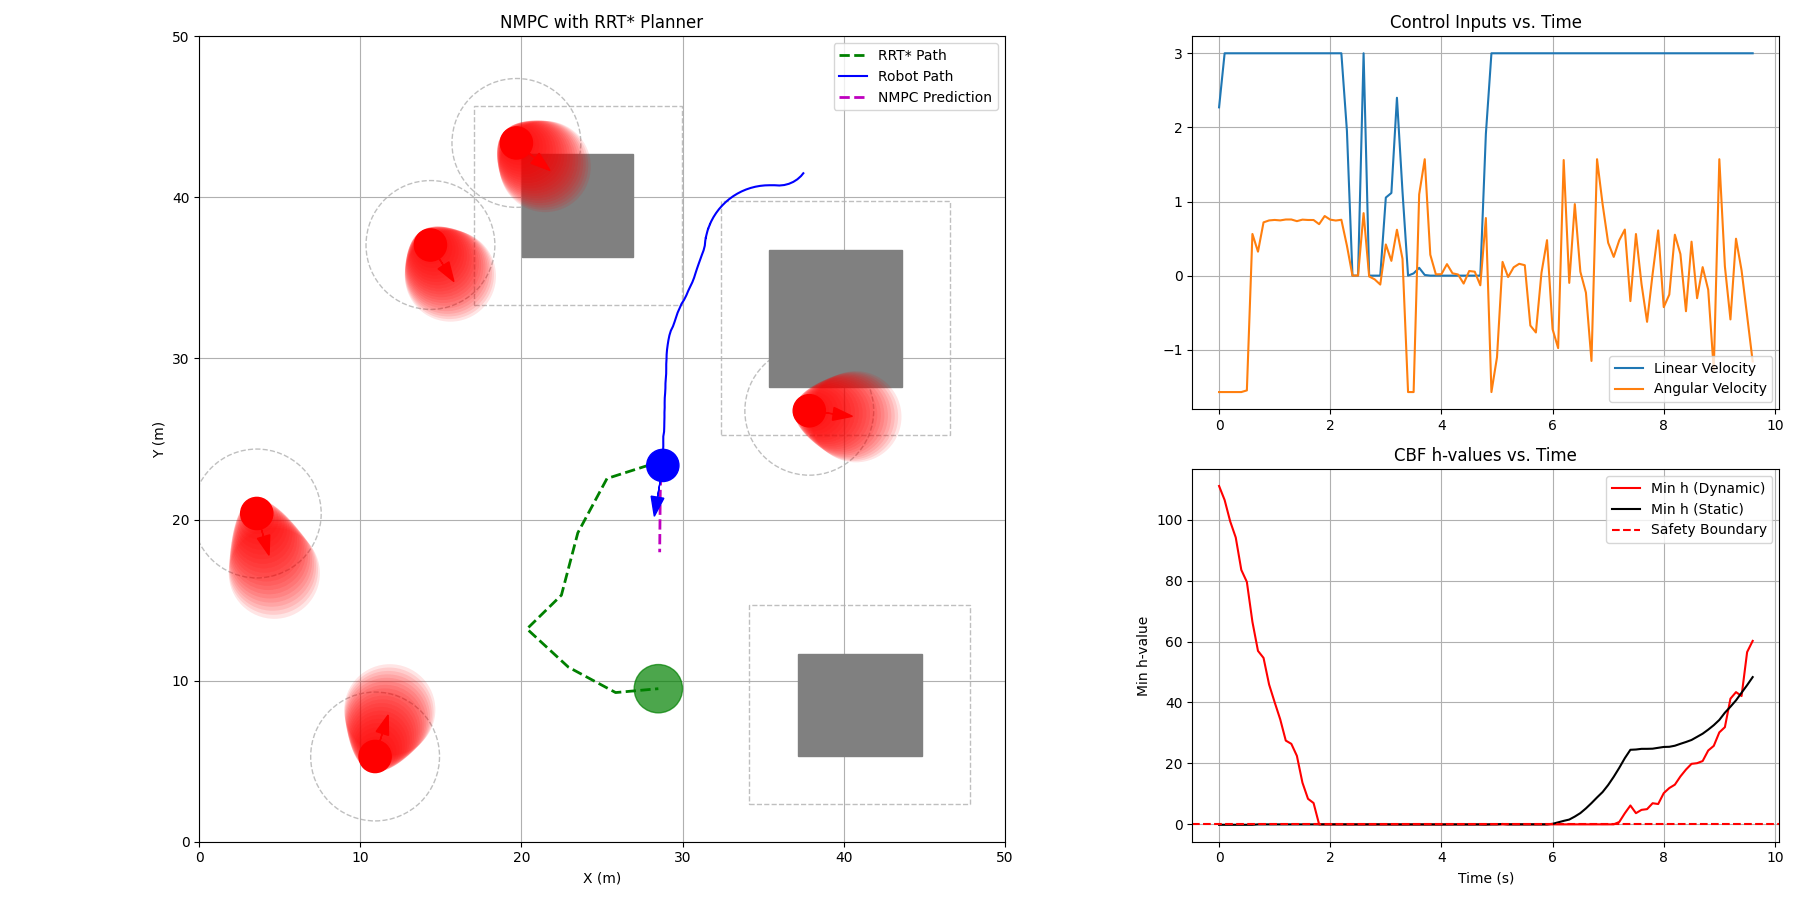 NMPC with RRT* Planner
50
40
30
20
10
0
0
10
20
30
40
50
Y (m)
X (m)
RRT* Path
Robot Path
NMPC Prediction
Control Inputs vs. Time
3
2
1
0
−1
0
2
4
6
8
10
Linear Velocity
Angular Velocity
CBF h-values vs. Time
Min h-value
100
80
60
40
20
0
0
2
4
6
8
10
Time (s)
Min h (Dynamic)
Min h (Static)
Safety Boundary